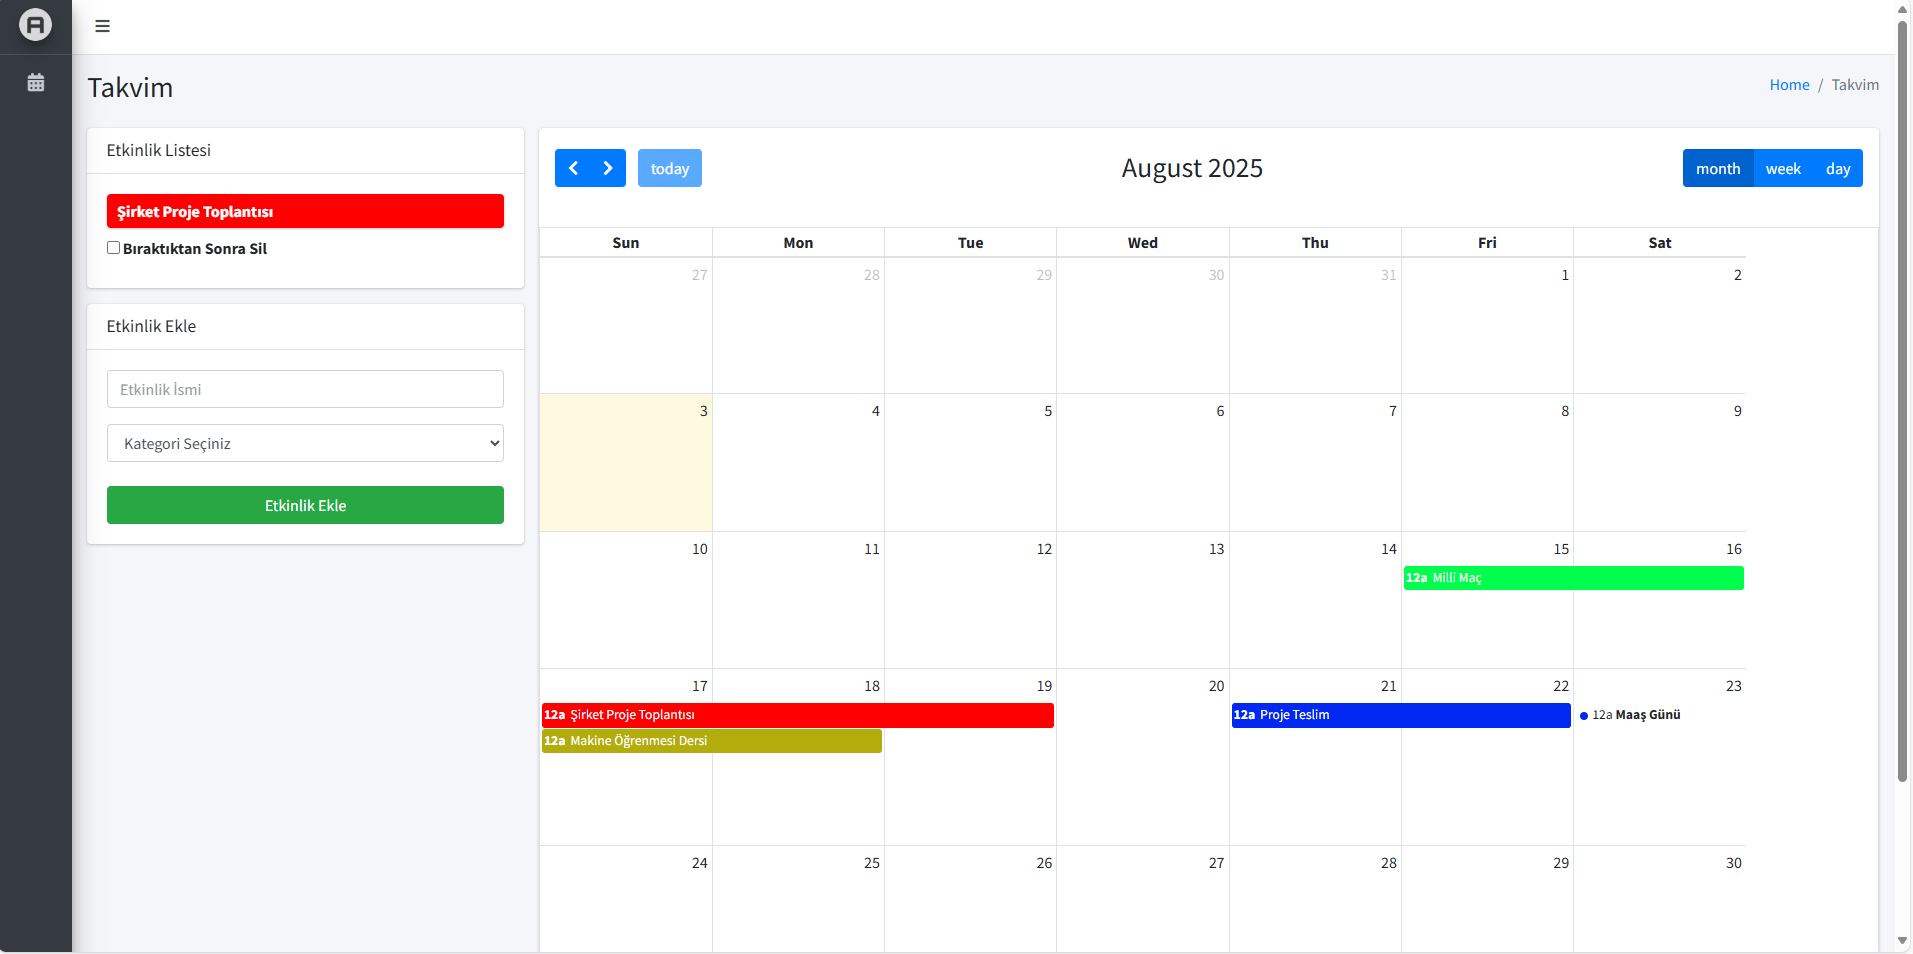 A
Takvim
Home / Takvim
Etkinlik Listesi
Şirket Proje Toplantısı
Bıraktıktan Sonra Sil
Etkinlik Ekle
Etkinlik İsmi
Kategori Seçiniz
Etkinlik Ekle
today
August 2025
month week day
Sun Mon Tue Wed Thu Fri Sat
27 28 29 30 31 1 2
3 4 5 6 7 8 9
10 11 12 13 14 15 16
12a Milli Maç
17 18 19 20 21 22 23
12a Şirket Proje Toplantısı 12a Proje Teslim 12a Maaş Günü
12a Makine Öğrenmesi Dersi
24 25 26 27 28 29 30